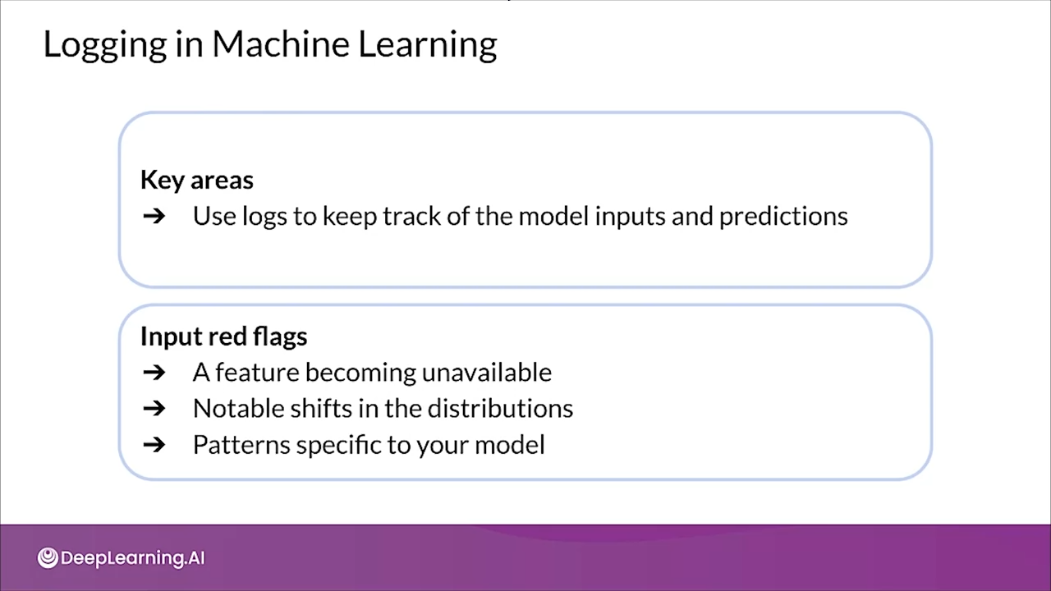 Logging in Machine Learning
Key areas
➔ Use logs to keep track of the model inputs and predictions
Input red flags
➔ A feature becoming unavailable
➔ Notable shifts in the distributions
➔ Patterns specific to your model
DeepLearning.AI